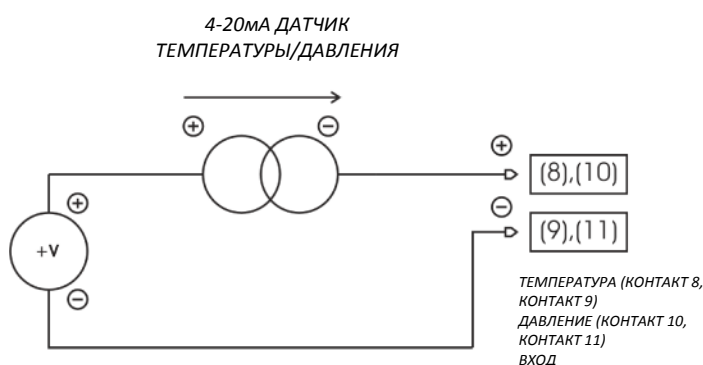 4-20мА ДАТЧИК
ТЕМПЕРАТУРЫ/ДАВЛЕНИЯ
+ −
+
(8),(10)
+
−
+V
(9),(11)
−
ТЕМПЕРАТУРА (КОНТАКТ 8,
КОНТАКТ 9)
ДАВЛЕНИЕ (КОНТАКТ 10,
КОНТАКТ 11)
ВХОД